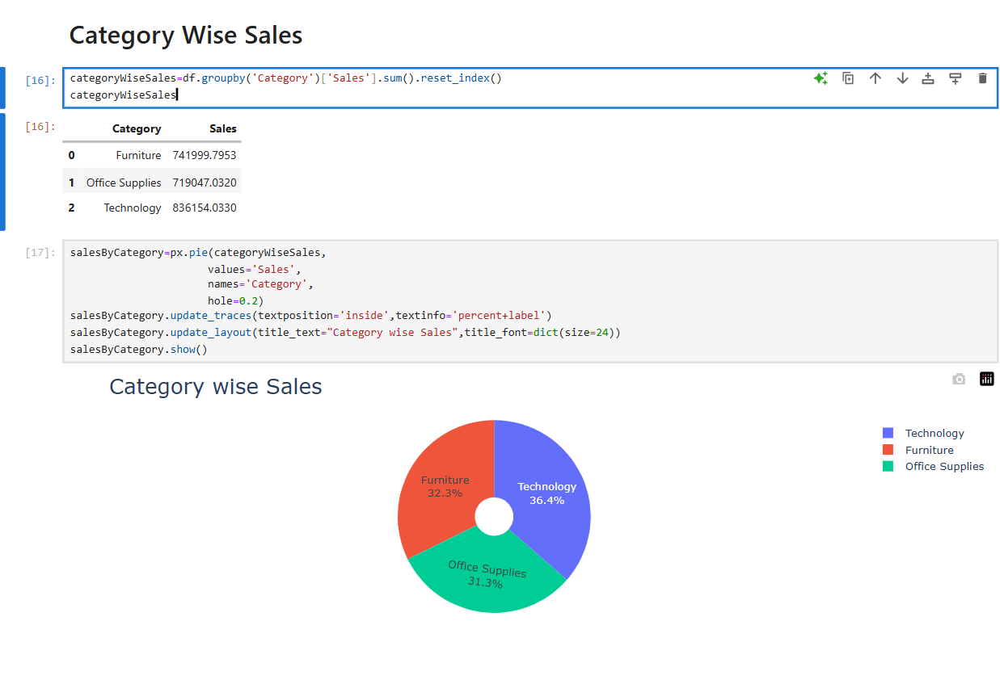 Category Wise Sales
[16]:
categoryWiseSales=df.groupby('Category')['Sales'].sum().reset_index()
categoryWiseSales
[16]:
Category Sales
0 Furniture 741999.7953
1 Office Supplies 719047.0320
2 Technology 836154.0330
[17]:
salesByCategory=px.pie(categoryWiseSales,
values='Sales',
names='Category',
hole=0.2)
salesByCategory.update_traces(textposition='inside',textinfo='percent+label')
salesByCategory.update_layout(title_text="Category wise Sales",title_font=dict(size=24))
salesByCategory.show()
Category wise Sales
Furniture
32.3%
Technology
36.4%
Office Supplies
31.3%
Technology
Furniture
Office Supplies